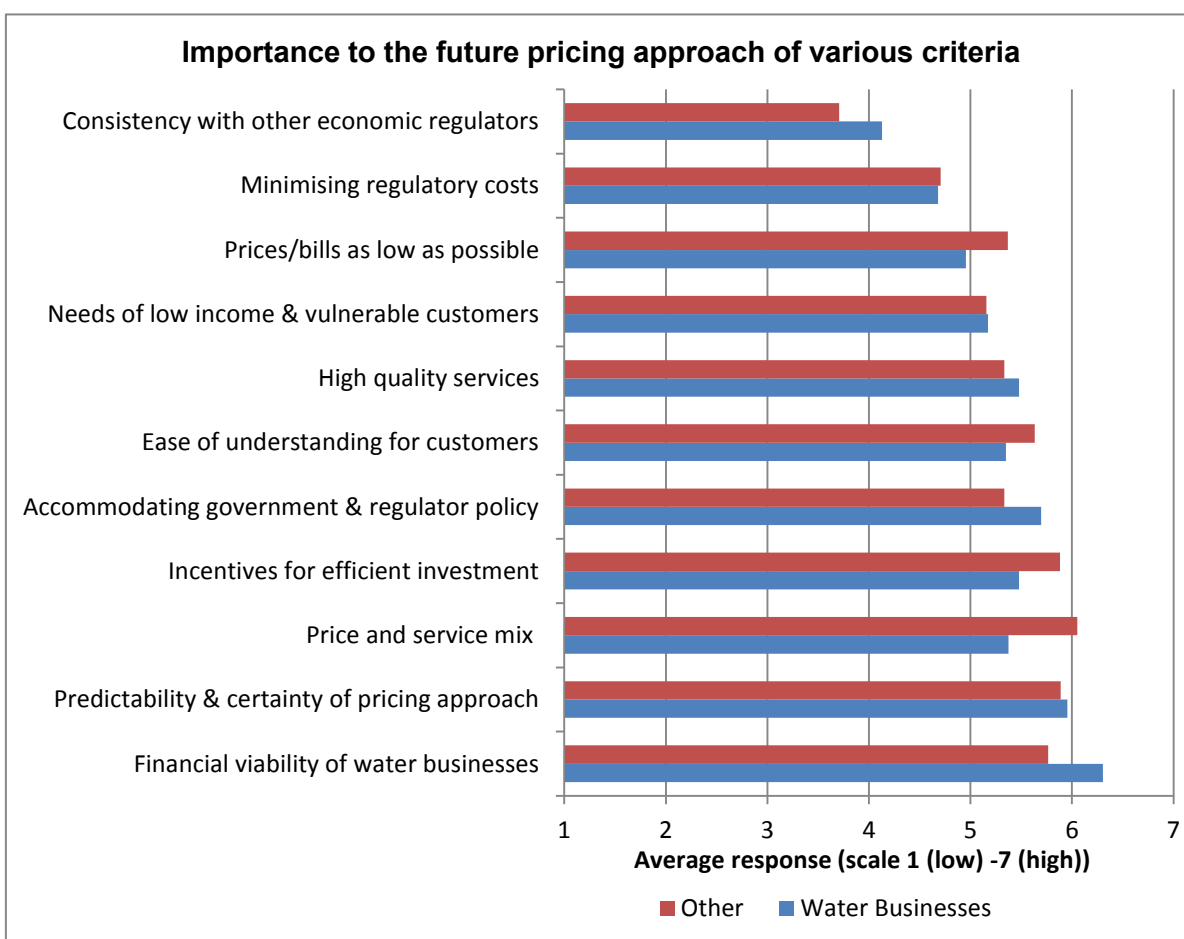 Importance to the future pricing approach of various criteria
Consistency with other economic regulators
Minimising regulatory costs
Prices/bills as low as possible
Needs of low income & vulnerable customers
High quality services
Ease of understanding for customers
Accommodating government & regulator policy
Incentives for efficient investment
Price and service mix
Predictability & certainty of pricing approach
Financial viability of water businesses
1 2 3 4 5 6 7
Average response (scale 1 (low) -7 (high))
Other Water Businesses